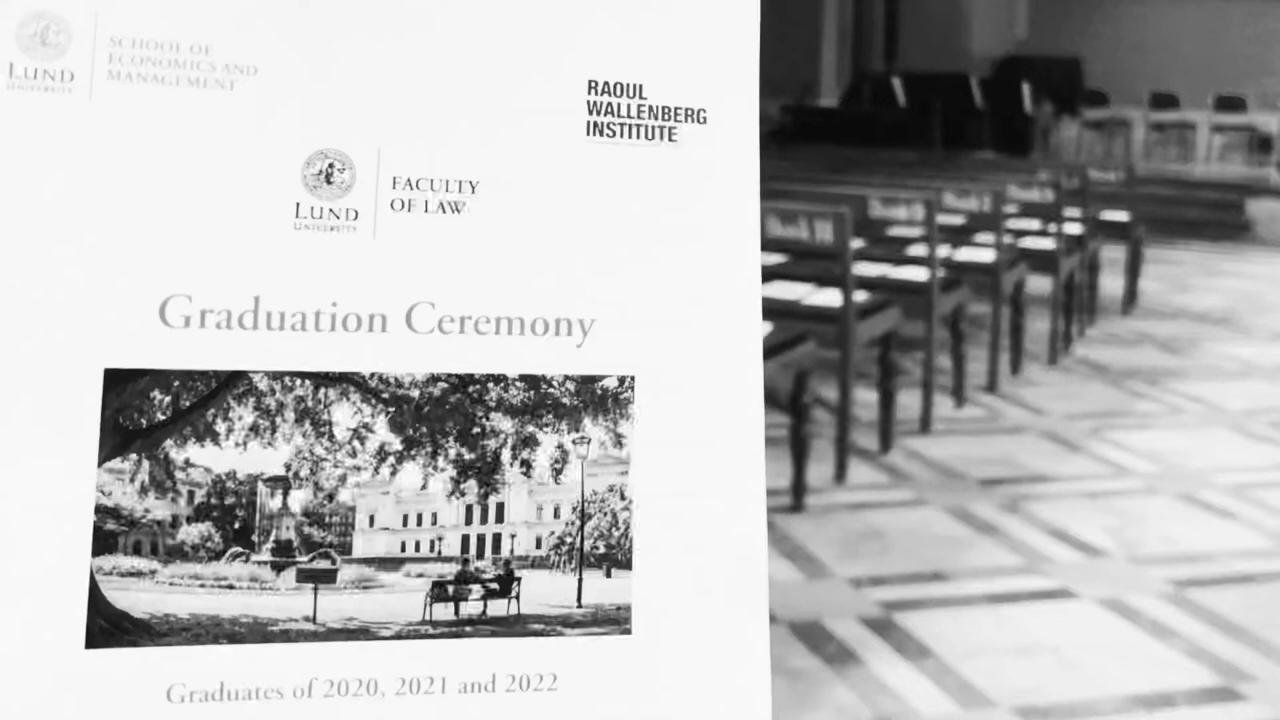 LUND
UNIVERSITY
SCHOOL OF
ECONOMICS AND
MANAGEMENT
RAOUL
WALLENBERG
INSTITUTE
LUND
UNIVERSITY
FACULTY
OF LAW
Graduation Ceremony
Graduates of 2020, 2021 and 2022